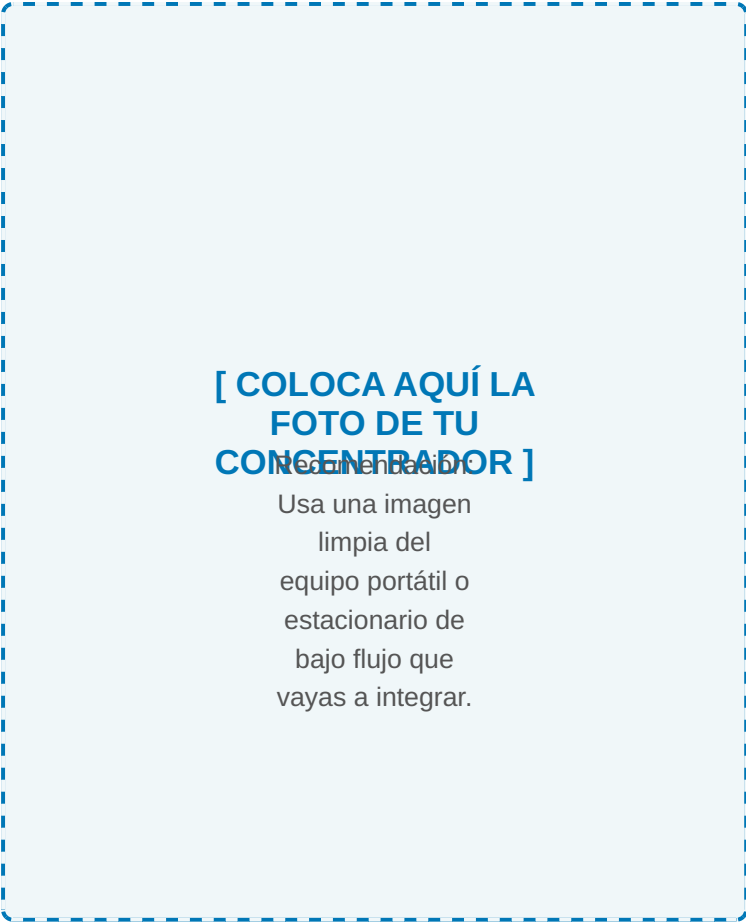 [ COLOCA AQUÍ LA
FOTO DE TU
CONCENTRADOR ]
Recomendación:
Usa una imagen
limpia del
equipo portátil o
estacionario de
bajo flujo que
vayas a integrar.